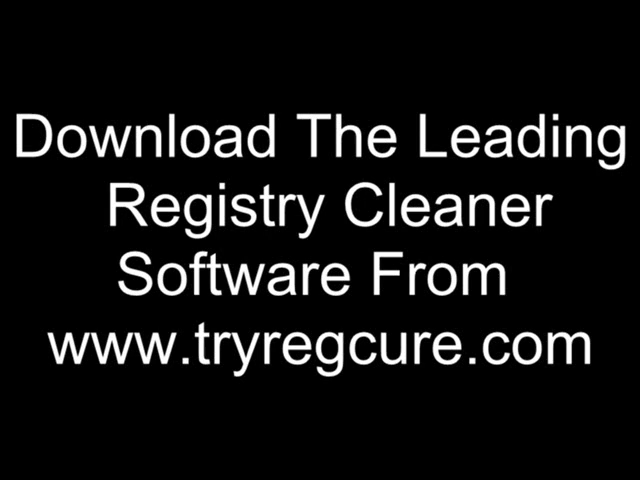 Download The Leading
Registry Cleaner
Software From
www.tryregcure.com